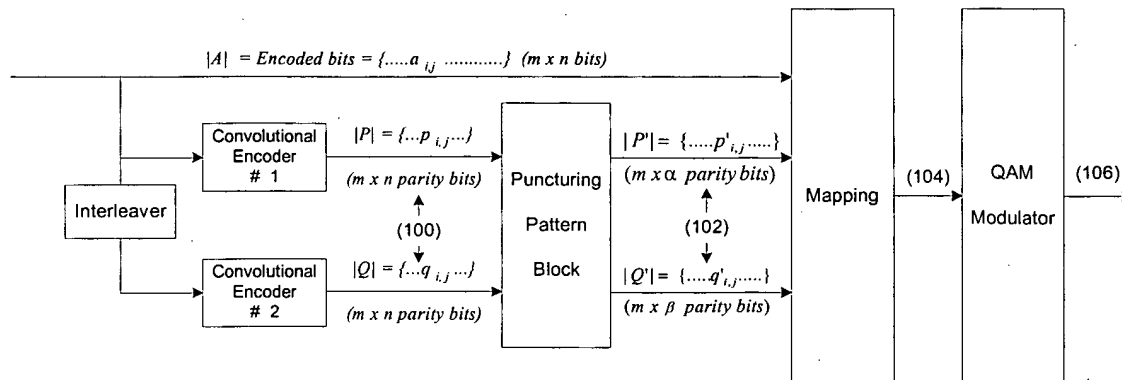 |A| = Encoded bits = {.....a i,j ............} (m x n bits)
Convolutional
Encoder
# 1
|P| = {...p i,j ...}
(m x n parity bits)
Interleaver
(100)
Convolutional
Encoder
# 2
|Q| = {...q i,j ...}
(m x n parity bits)
Puncturing
Pattern
Block
|P'| = {.....p' i,j .....}
(m x α parity bits)
(102)
|Q'| = {.....q' i,j .....}
(m x β parity bits)
Mapping
(104)
QAM
Modulator
(106)